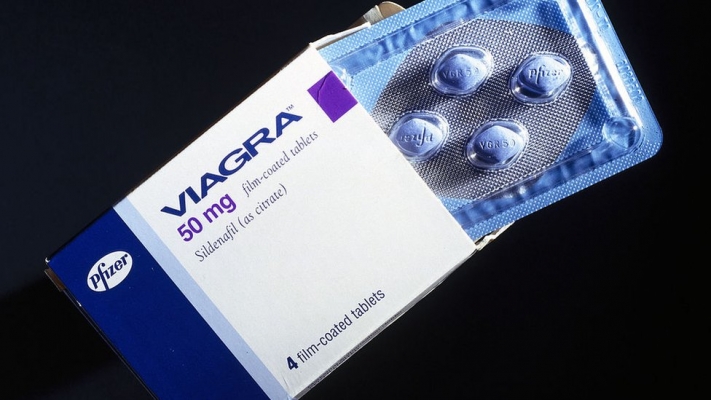 VIAGRA™
50 mg film-coated tablets
Sildenafil (as citrate)
Pfizer
4 film-coated tablets
VGR 50
Pfizer
Pfizer
VGR 50